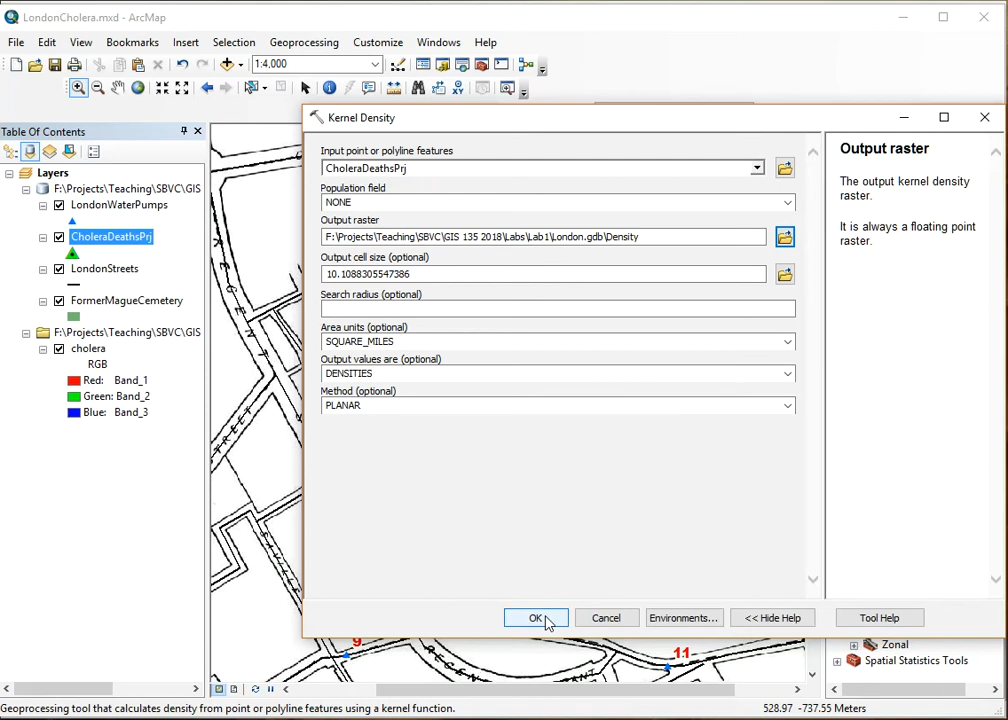 LondonCholera.mxd - ArcMap
File Edit View Bookmarks Insert Selection Geoprocessing Customize Windows Help
1:4,000
Table Of Contents
Layers
F:\Projects\Teaching\SBVC\GIS
LondonWaterPumps
CholeraDeathsPrj
LondonStreets
FormerMagueCemetery
F:\Projects\Teaching\SBVC\GIS
cholera
RGB
Red: Band_1
Green: Band_2
Blue: Band_3
Kernel Density
Input point or polyline features
CholeraDeathsPrj
Population field
NONE
Output raster
F:\Projects\Teaching\SBVC\GIS 135 2018\Labs\Lab1\London.gdb\Density
Output cell size (optional)
10.1088305547386
Search radius (optional)
Area units (optional)
SQUARE_MILES
Output values are (optional)
DENSITIES
Method (optional)
PLANAR
OK Cancel Environments... << Hide Help Tool Help
Output raster
The output kernel density
raster.
It is always a floating point
raster.
REGENT
STREET
9
11
REGEN
Zonal
Spatial Statistics Tools
Geoprocessing tool that calculates density from point or polyline features using a kernel function.
528.97 -737.55 Meters